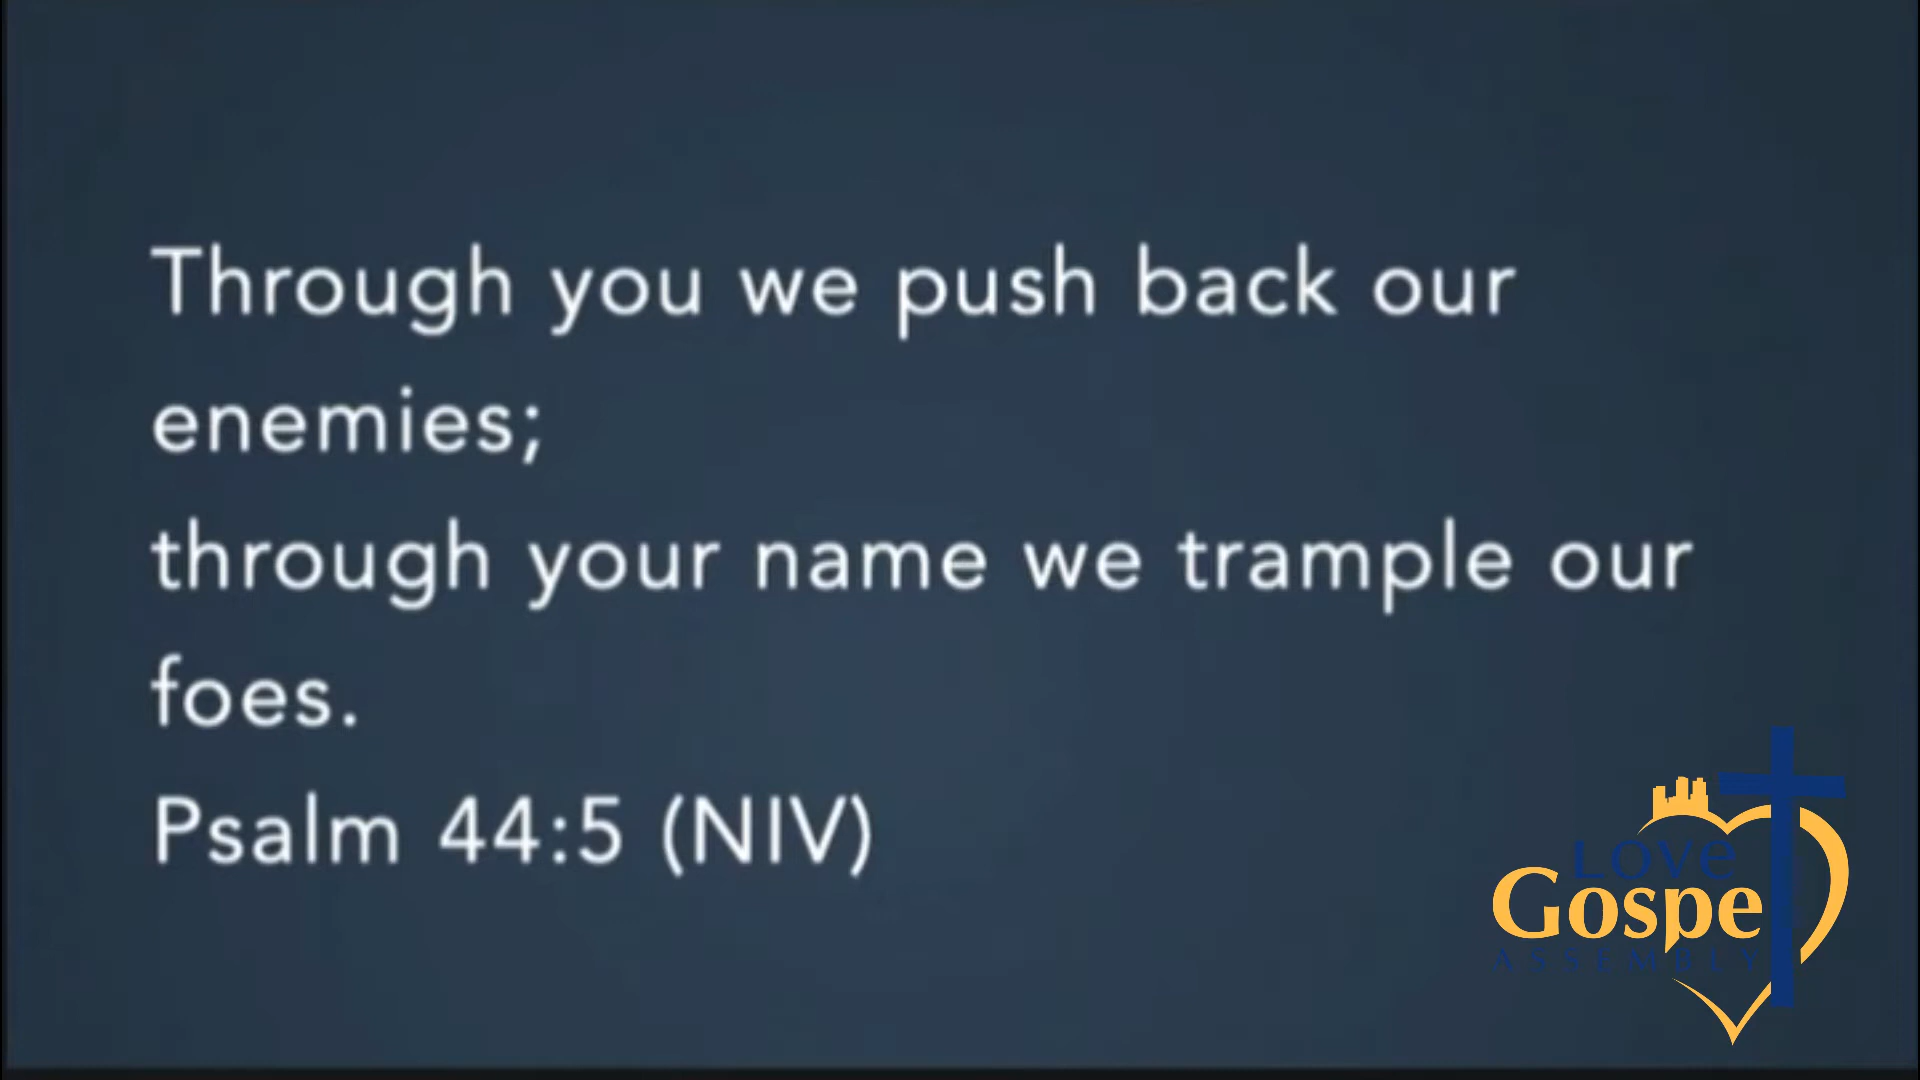 Through you we push back our
enemies;
through your name we trample our
foes.
Psalm 44:5 (NIV)
LOVE
Gospel
ASSEMBLY